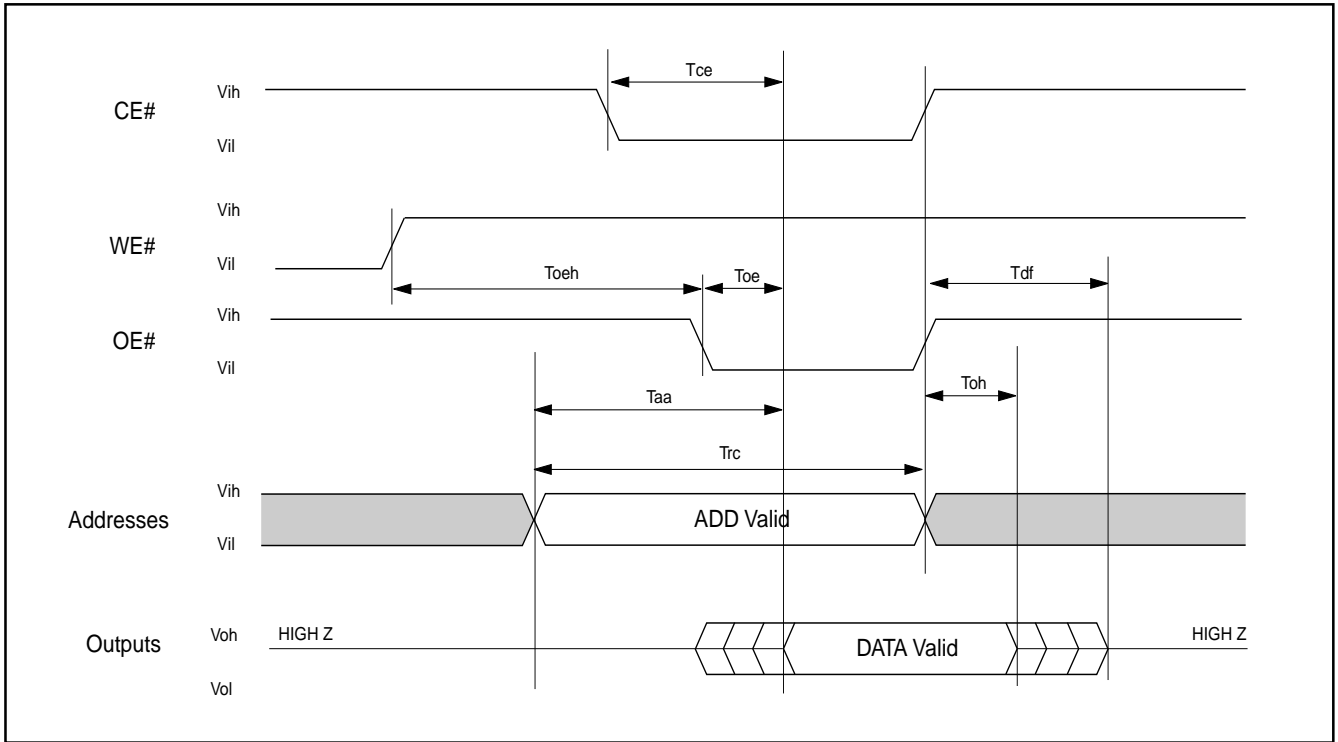 Tce
CE#
Vih
Vil
WE#
Vih
Vil
Toeh
Toe
Tdf
OE#
Vih
Vil
Taa
Toh
Trc
Addresses
Vih
Vil
ADD Valid
Outputs
Voh
HIGH Z
DATA Valid
HIGH Z
Vol